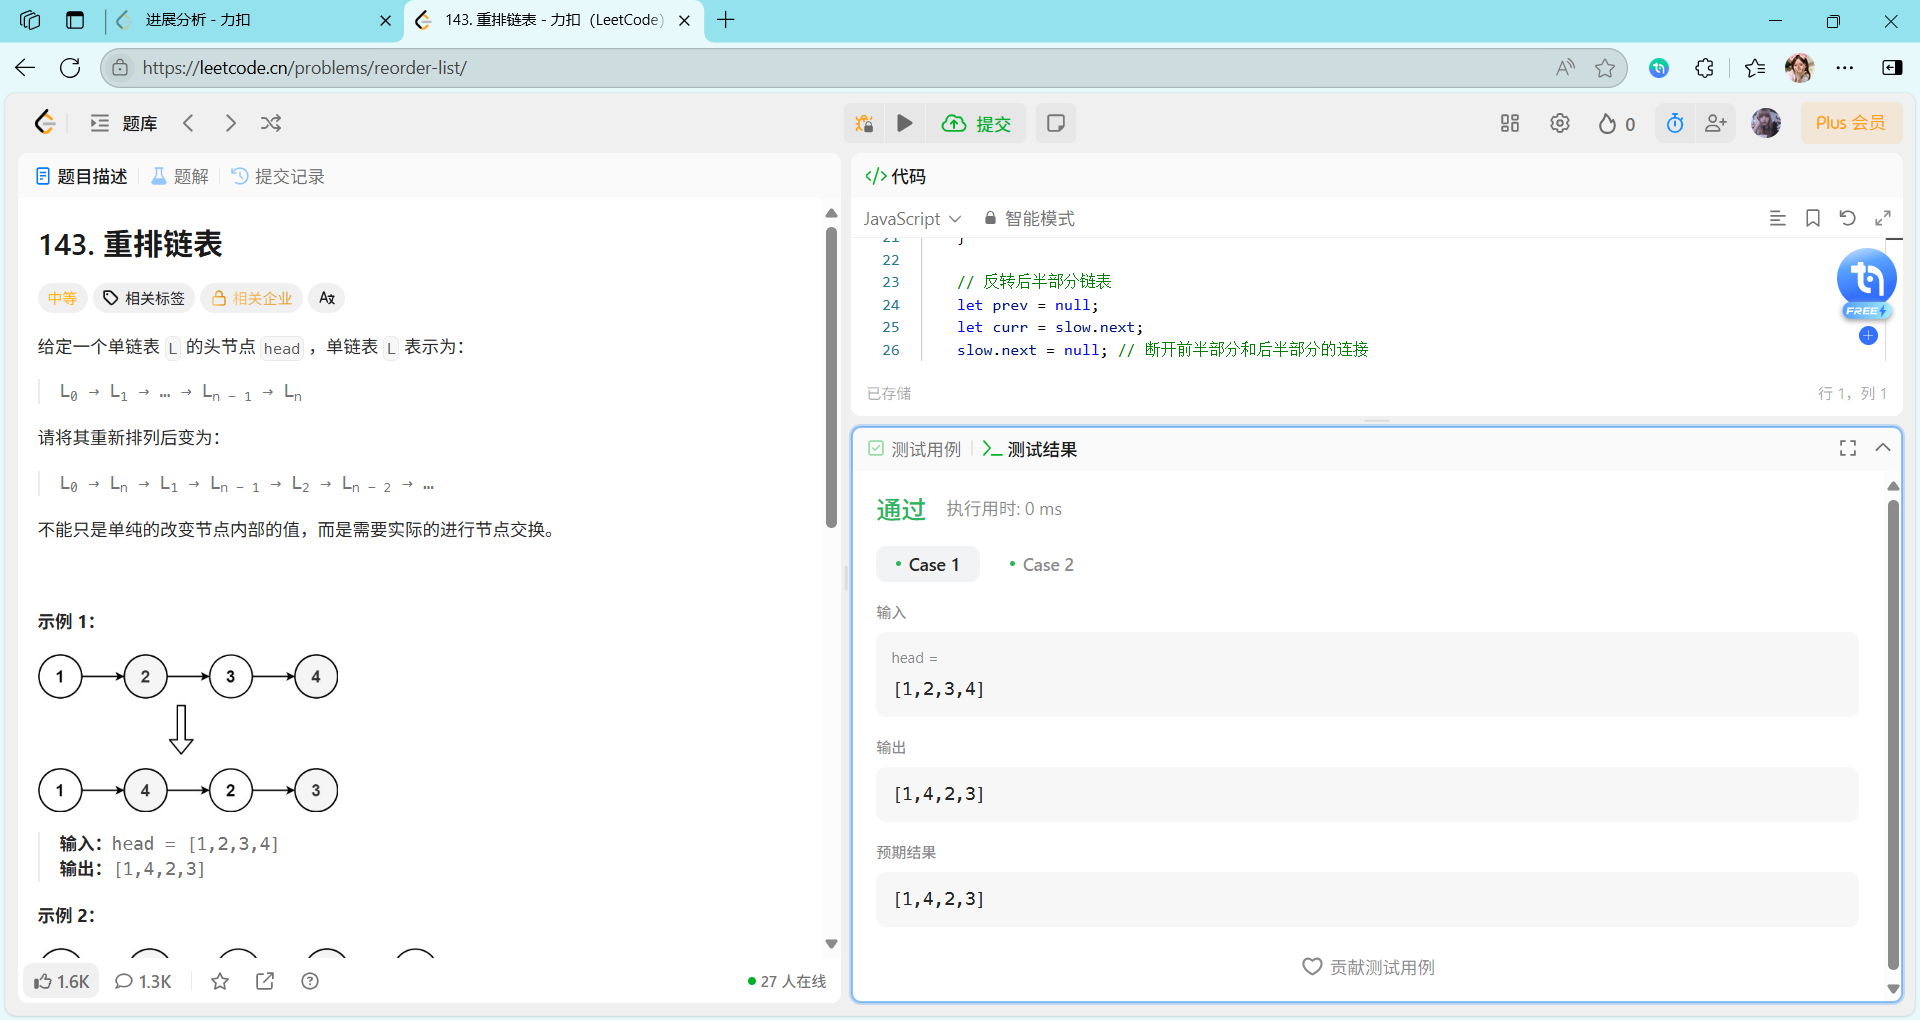 进展分析 - 力扣
143. 重排链表 - 力扣（LeetCode）
https://leetcode.cn/problems/reorder-list/
题库
提交
0
Plus 会员
题目描述
题解
提交记录
143. 重排链表
中等
相关标签
相关企业
给定一个单链表 L 的头节点 head ，单链表 L 表示为：
L0 → L1 → … → Ln - 1 → Ln
请将其重新排列后变为：
L0 → Ln → L1 → Ln - 1 → L2 → Ln - 2 → …
不能只是单纯的改变节点内部的值，而是需要实际的进行节点交换。
示例 1：
1 2 3 4
1 4 2 3
输入：head = [1,2,3,4]
输出：[1,4,2,3]
示例 2：
1.6K
1.3K
27 人在线
代码
JavaScript
智能模式
21 }
22
23 // 反转后半部分链表
24 let prev = null;
25 let curr = slow.next;
26 slow.next = null; // 断开前半部分和后半部分的连接
FREE
已存储
行 1，列 1
测试用例
测试结果
通过
执行用时: 0 ms
Case 1
Case 2
输入
head =
[1,2,3,4]
输出
[1,4,2,3]
预期结果
[1,4,2,3]
贡献测试用例